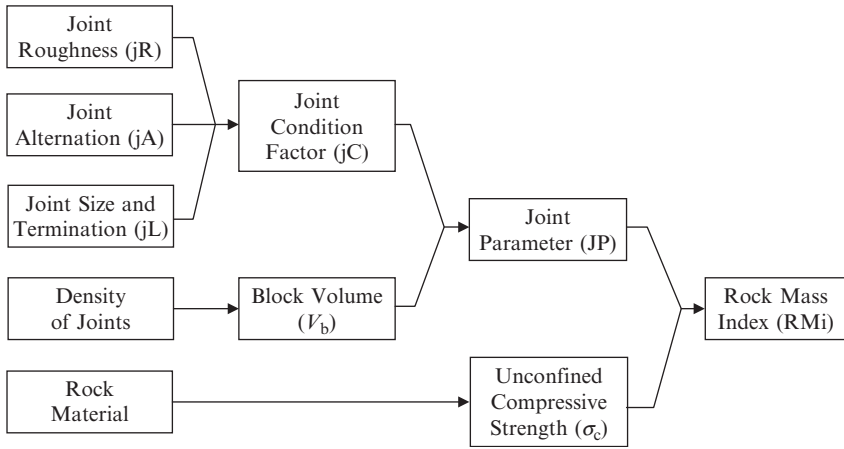 Joint
Roughness (jR)
Joint
Alternation (jA)
Joint Size and
Termination (jL)
Density
of Joints
Rock
Material
Joint
Condition
Factor (jC)
Block Volume
(Vb)
Joint
Parameter (JP)
Unconfined
Compressive
Strength (σc)
Rock Mass
Index (RMi)